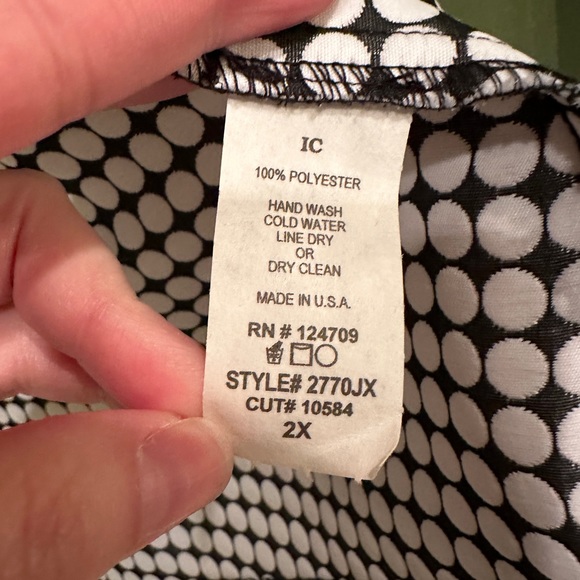 IC
100% POLYESTER
HAND WASH
COLD WATER
LINE DRY
OR
DRY CLEAN
MADE IN U.S.A.
RN # 124709
STYLE# 2770JX
CUT# 10584
2X